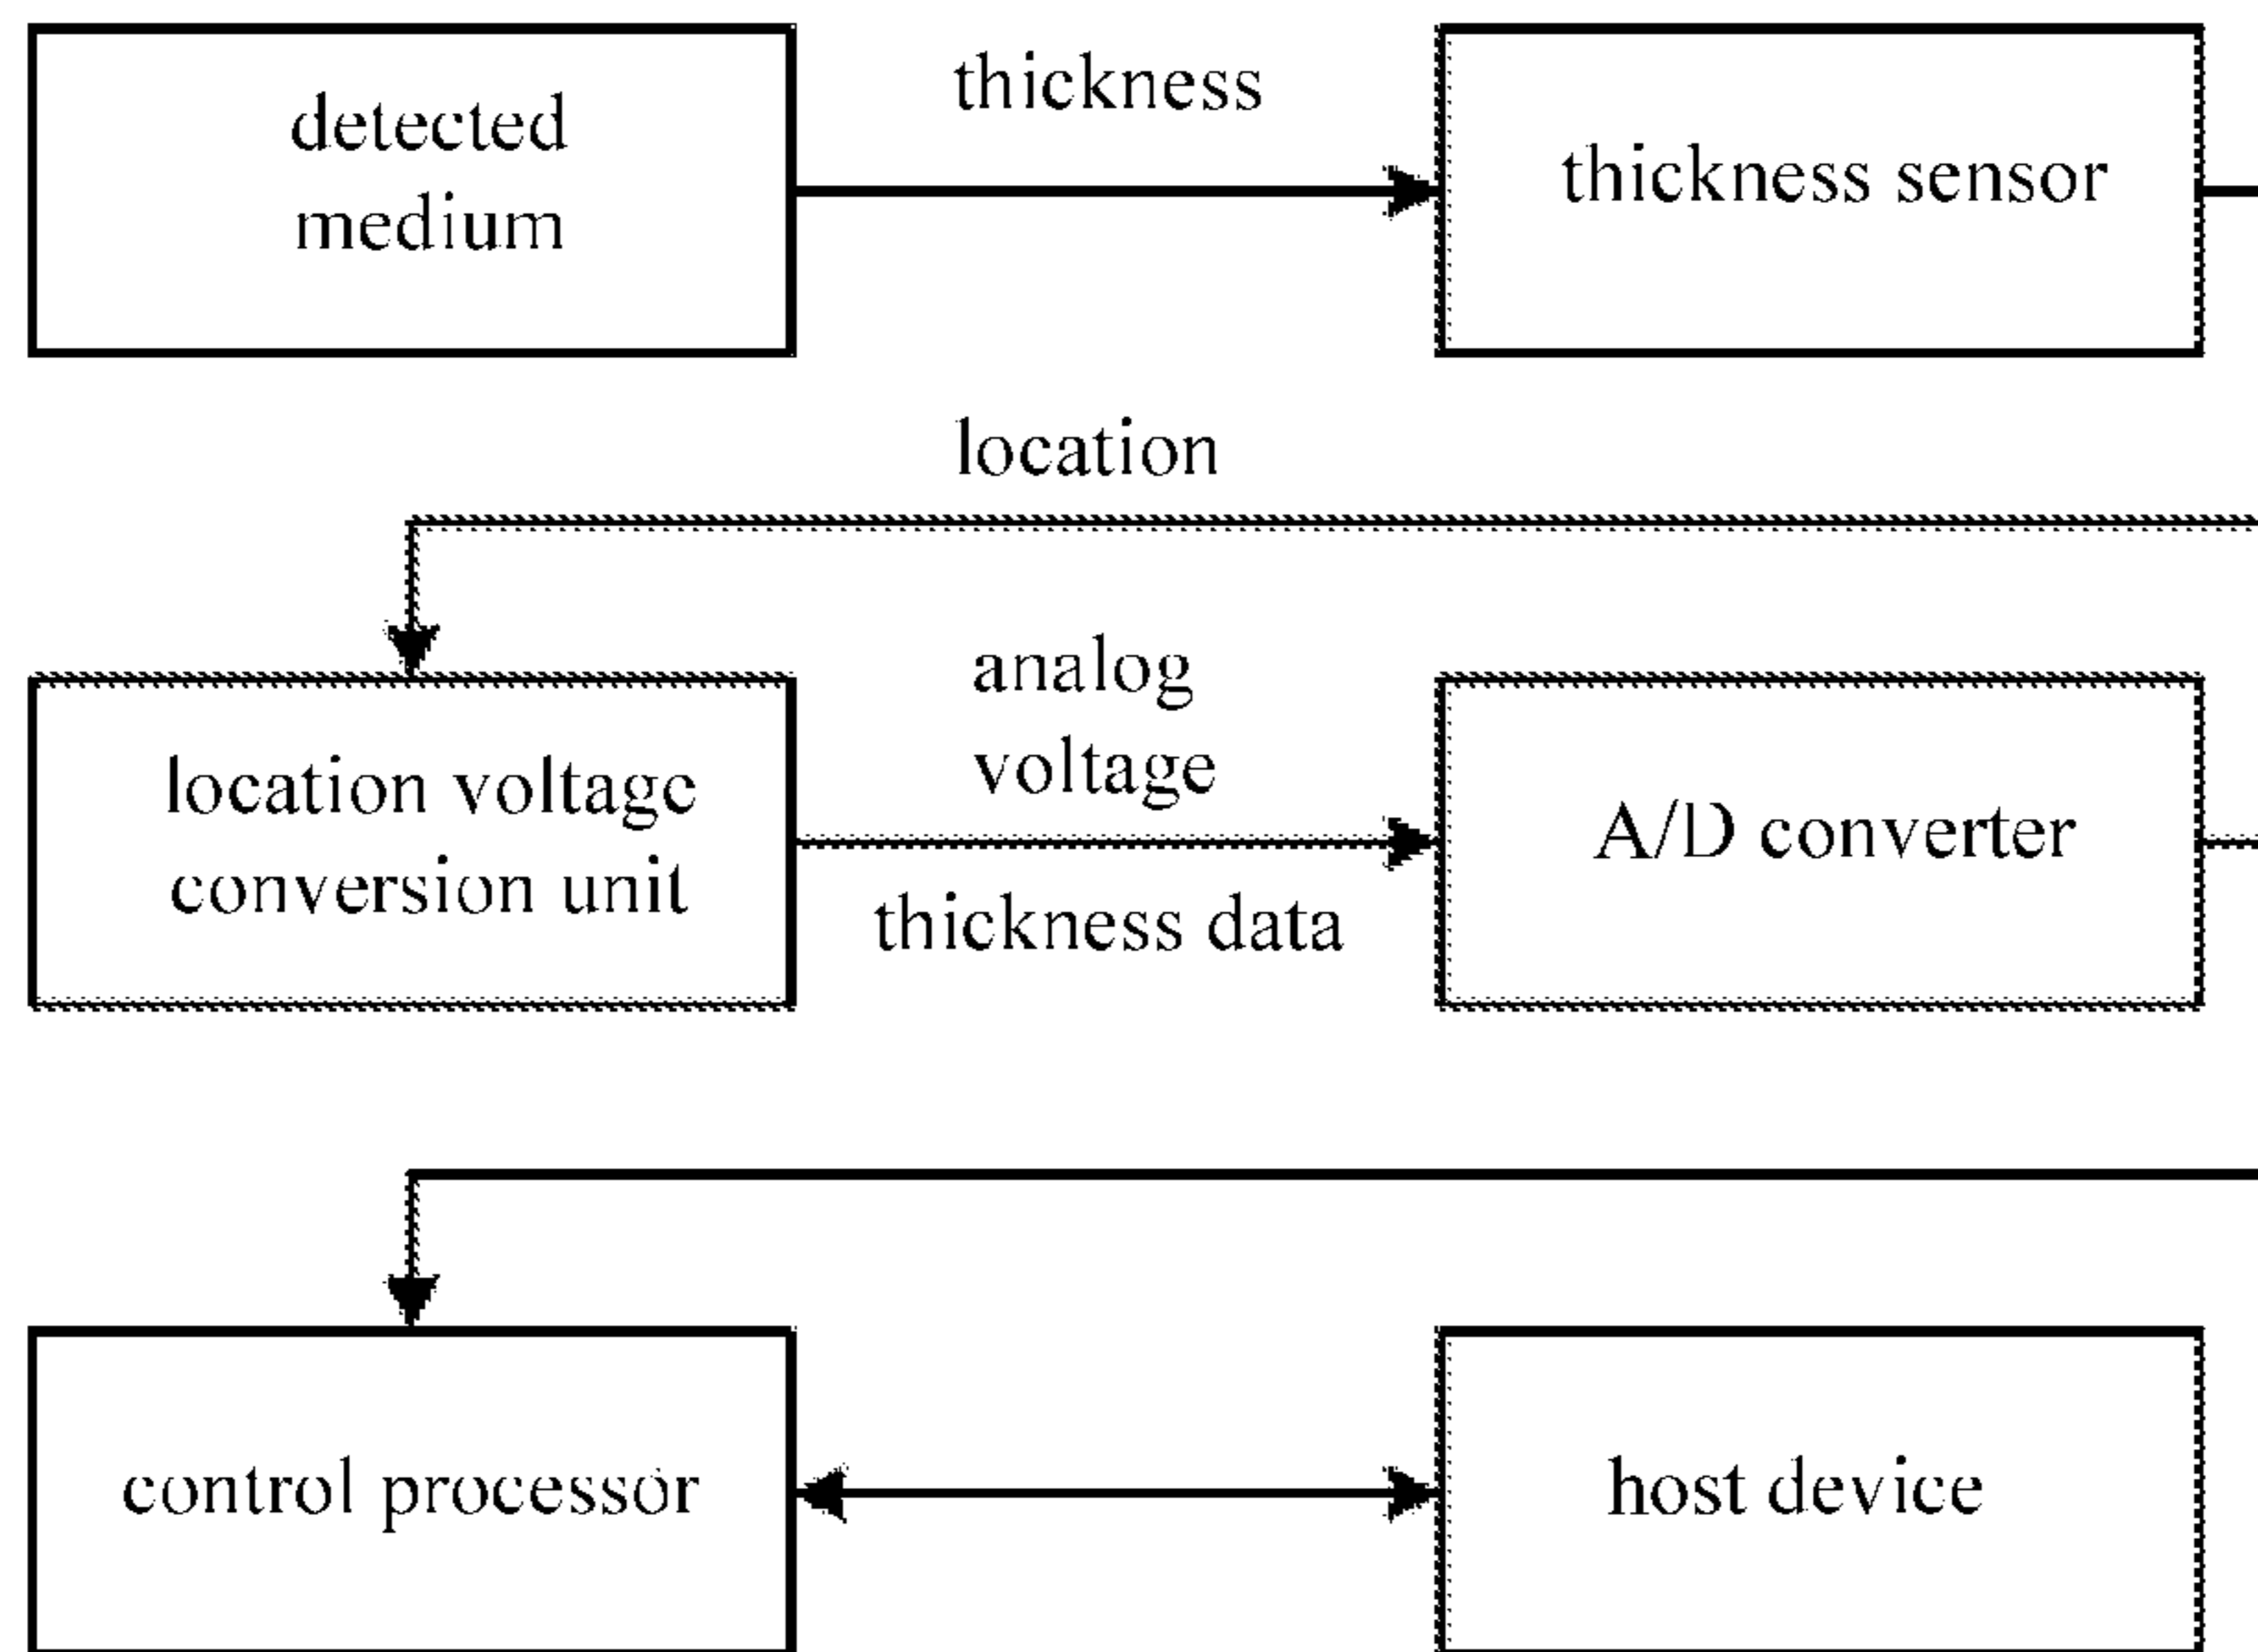 detected
medium
thickness
thickness sensor
location
location voltage
conversion unit
analog
voltage
thickness data
A/D converter
control processor
host device